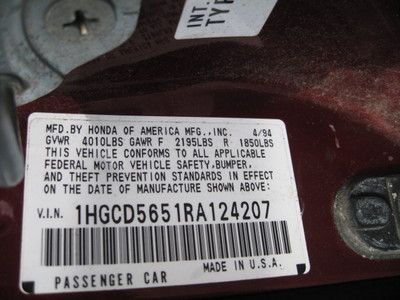 INT.
TYP
MFD.BY HONDA OF AMERICA MFG.,INC. 4/94
GVWR 4010LBS GAWR F 2195LBS R 1850LBS
THIS VEHICLE CONFORMS TO ALL APPLICABLE
FEDERAL MOTOR VEHICLE SAFETY,BUMPER,
AND THEFT PREVENTION STANDARDS IN EFFECT
ON THE DATE OF MANUFACTURE SHOWN ABOVE:
V.I.N. 1HGCD5651RA124207
PASSENGER CAR MADE IN U.S.A.